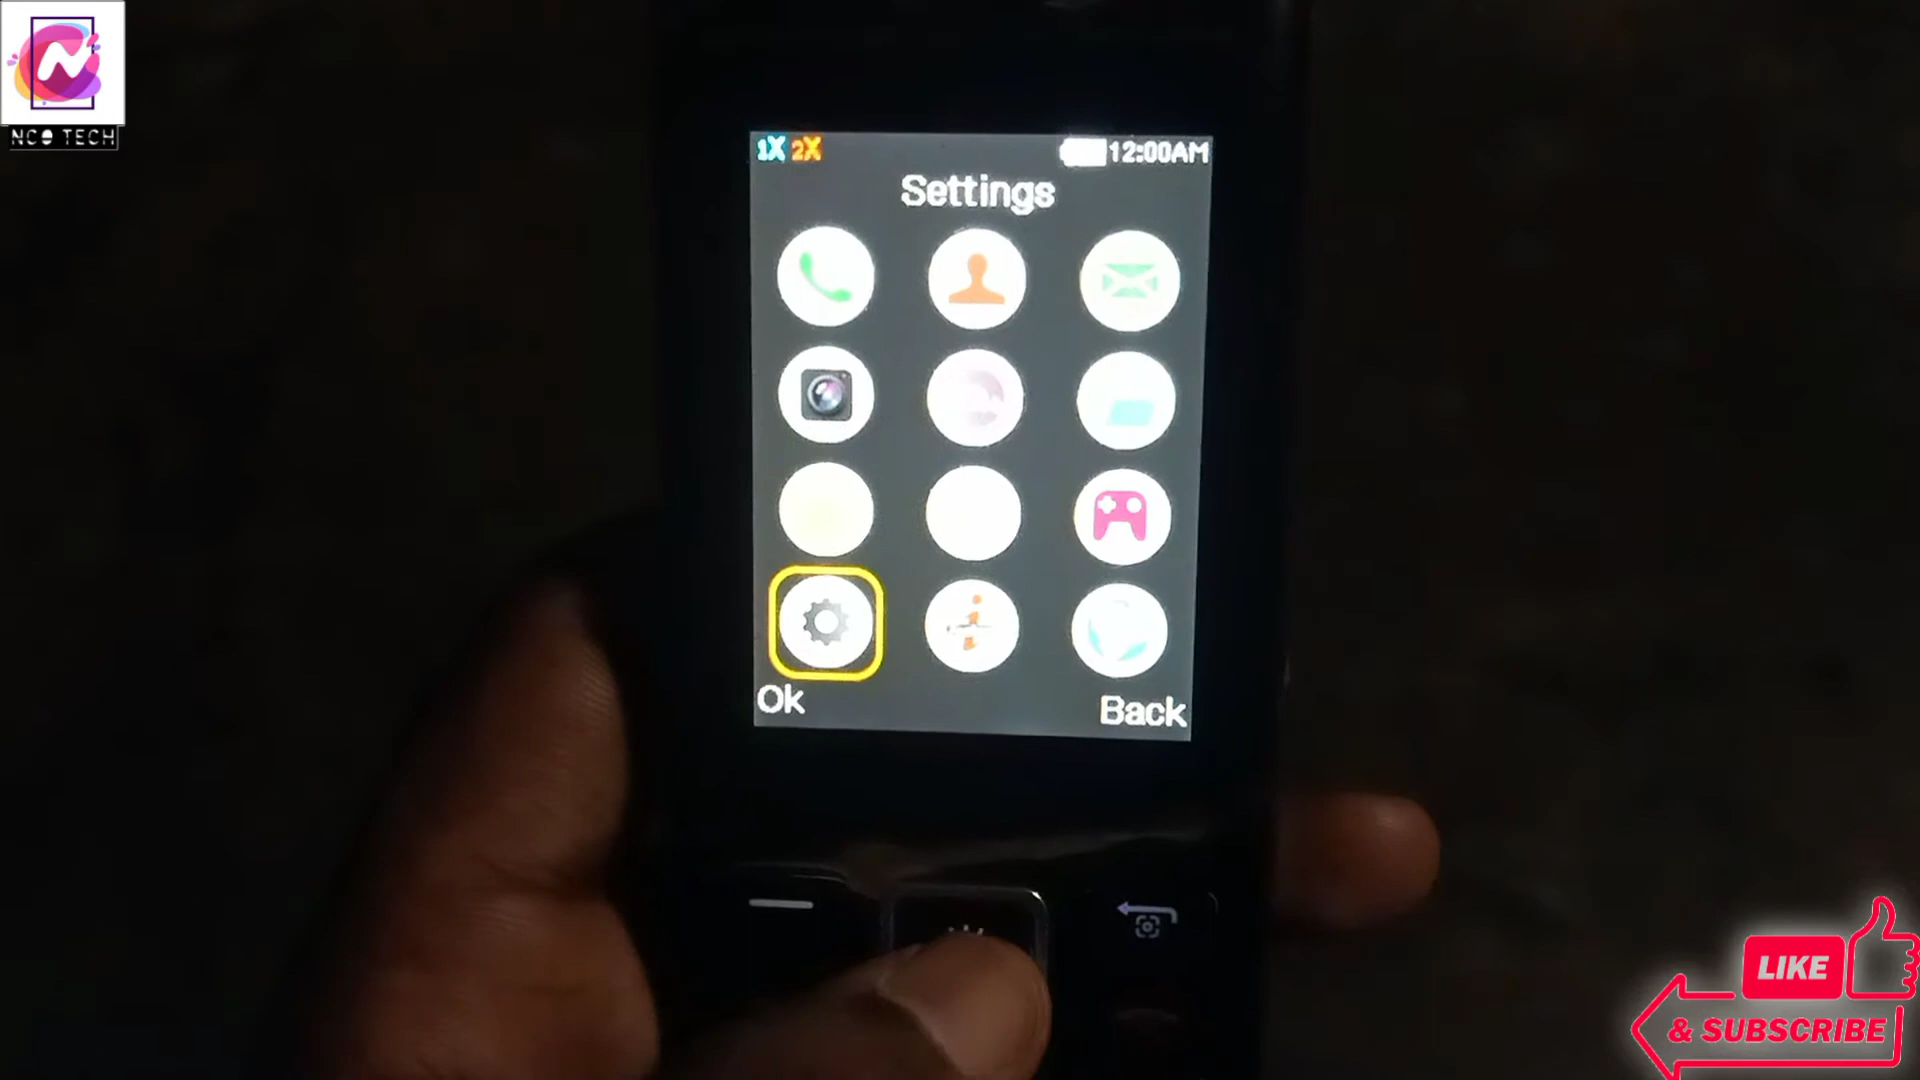 NCO TECH
1X 2X 12:00AM
Settings
Ok
Back
LIKE
& SUBSCRIBE